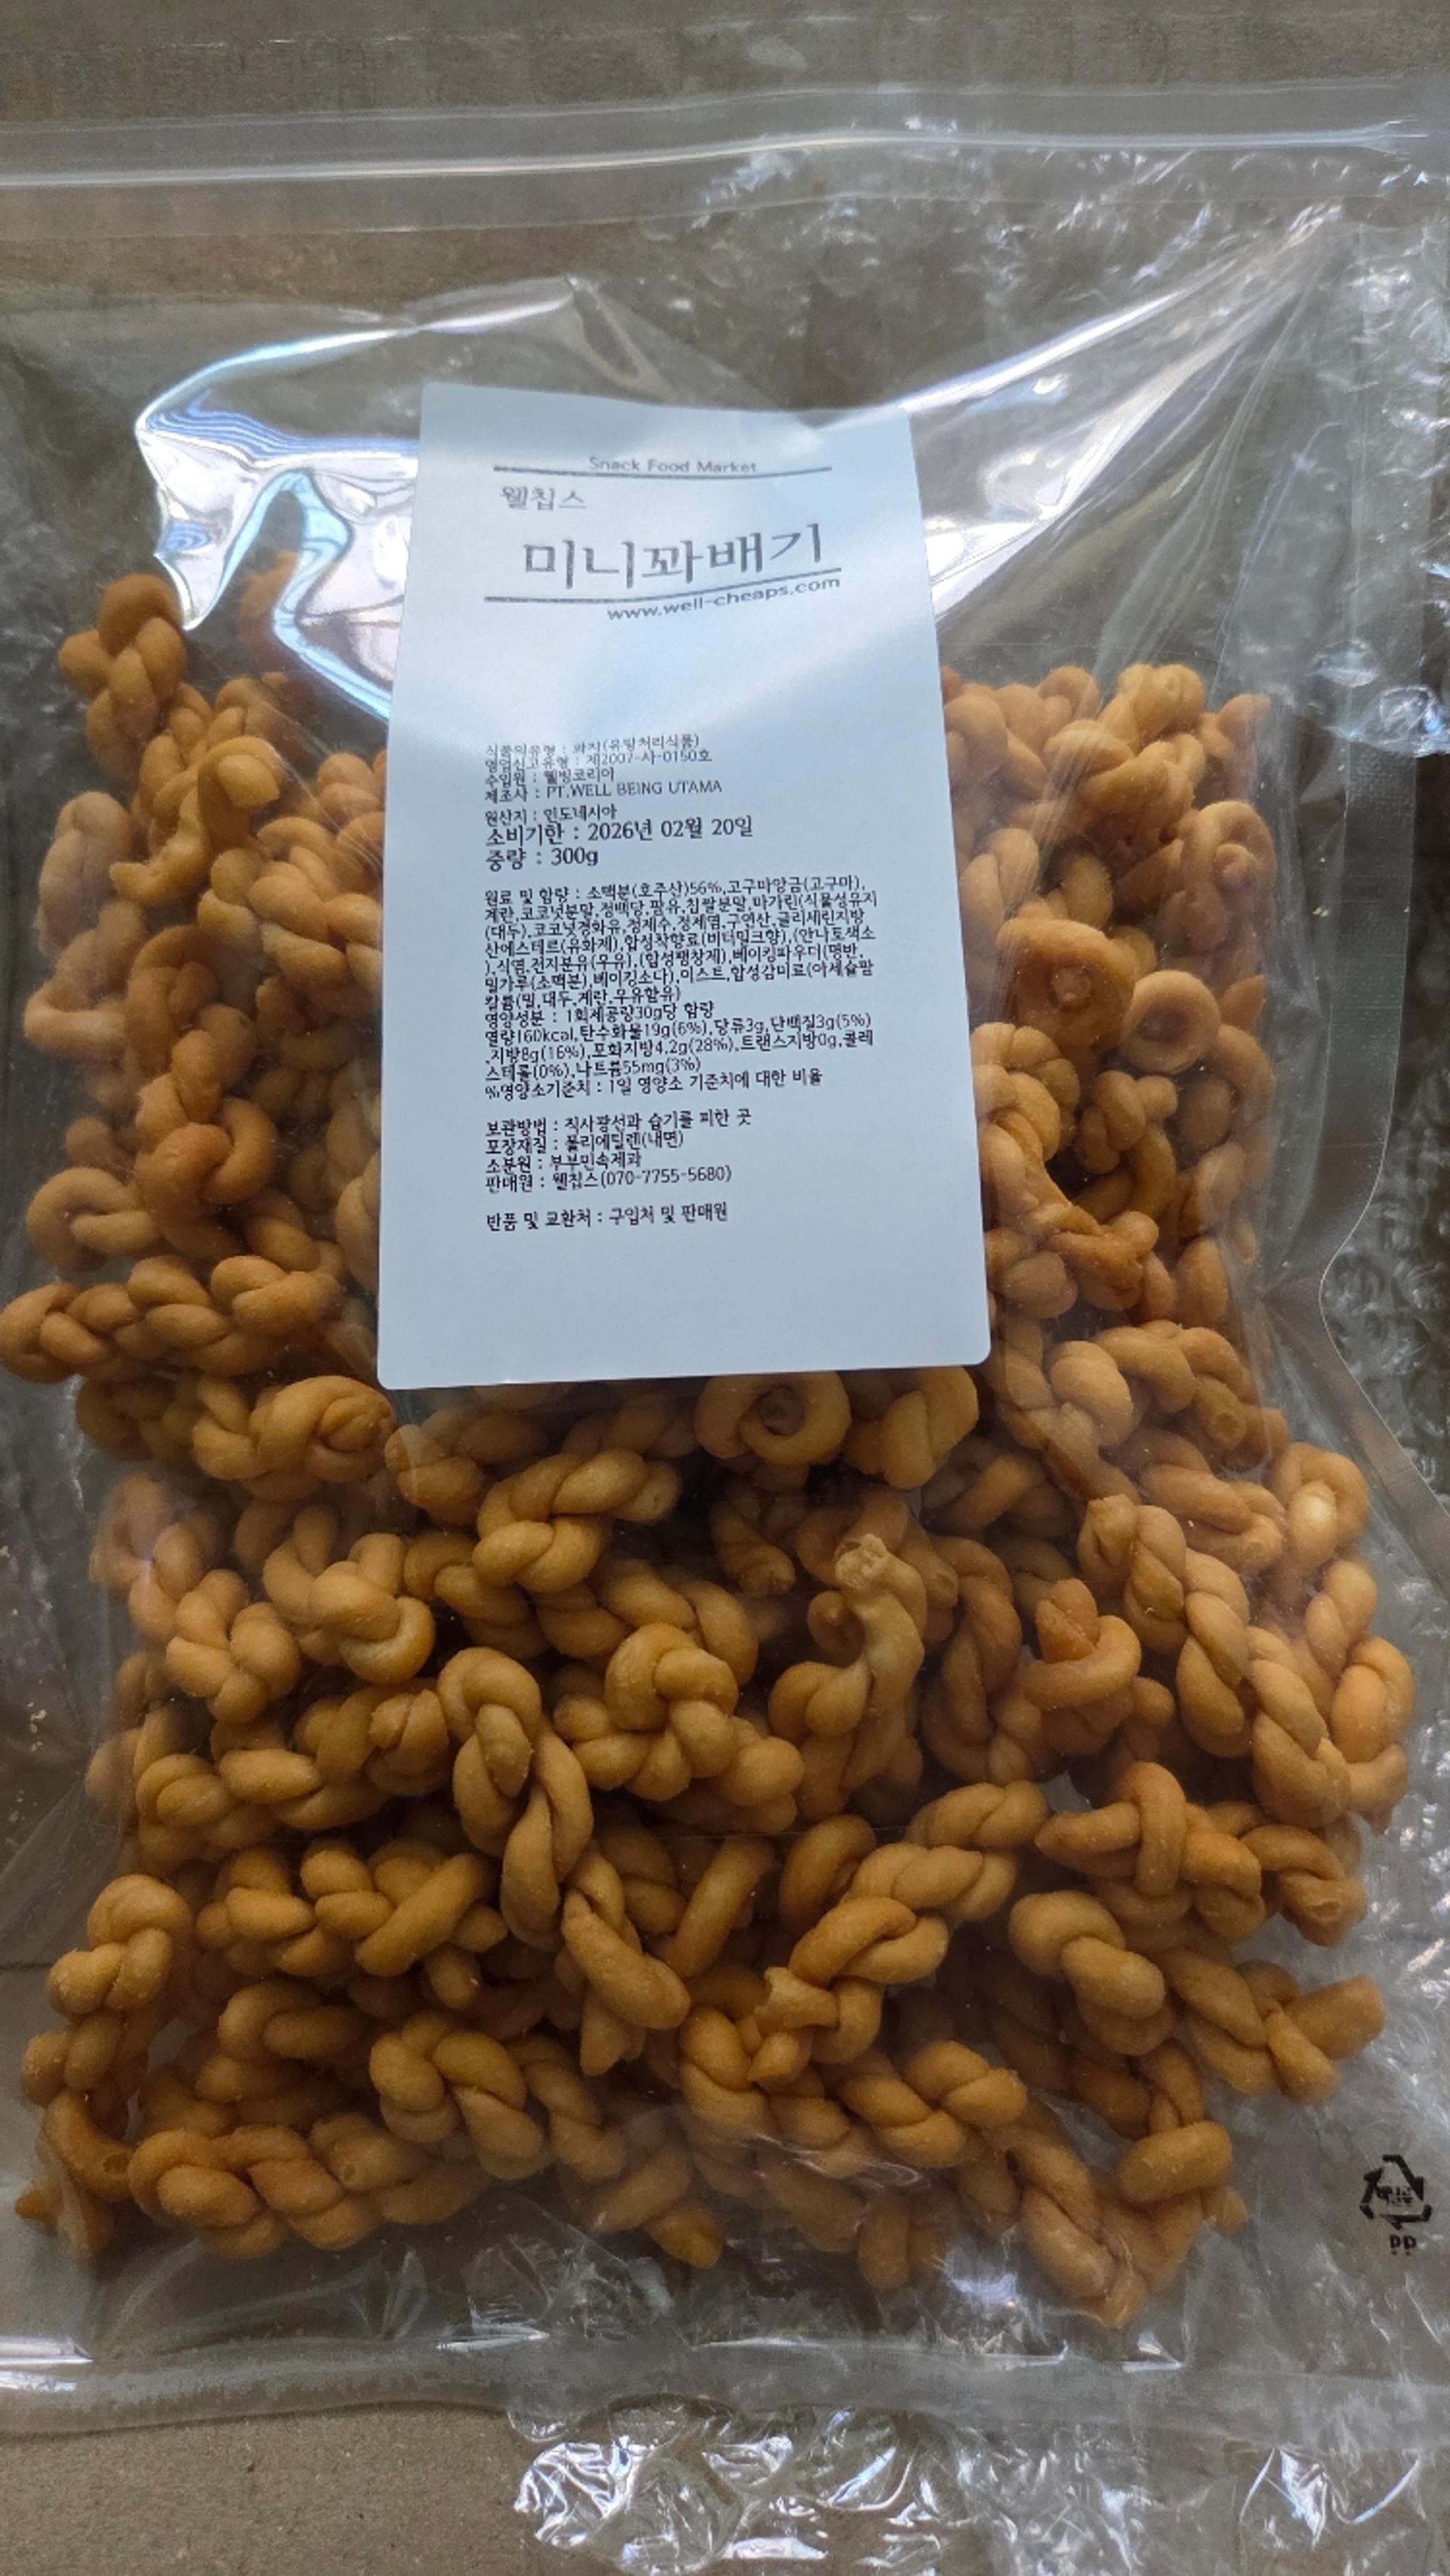 Snack Food Market
웰칩스
미니꽈배기
www.well-cheaps.com
식품의유형 : 과자(유탕처리식품)
영업신고유형 : 제2007-사-0150호
수입원 : 웰빙코리아
제조사 : PT.WELL BEING UTAMA
원산지 : 인도네시아
소비기한 : 2026년 02월 20일
중량 : 300g
원료 및 함량 : 소맥분(호주산)56%,고구마앙금(고구마),
계란,코코넛분말,정백당,팜유,찹쌀분말,마가린(식물성유지
(대두),코코넛경화유,정제수,정제염,구연산,글리세린지방
산에스테르(유화제),합성착향료(버터밀크향),(안나토색소
),식염,전지분유(우유),(합성팽창제),베이킹파우더(명반,
밀가루(소맥분),베이킹소다),이스트,합성감미료(아세슬팜
칼륨(밀,대두,계란,우유함유)
영양성분 : 1회제공량30g당 함량
열량160kcal,탄수화물19g(6%),당류3g,단백질3g(5%)
,지방8g(16%),포화지방4.2g(28%),트랜스지방0g,콜레
스테롤(0%),나트륨55mg(3%)
%영양소기준치 : 1일 영양소 기준치에 대한 비율
보관방법 : 직사광선과 습기를 피한 곳
포장재질 : 폴리에틸렌(내면)
소분원 : 부부민속제과
판매원 : 웰칩스(070-7755-5680)
반품 및 교환처 : 구입처 및 판매원
PP